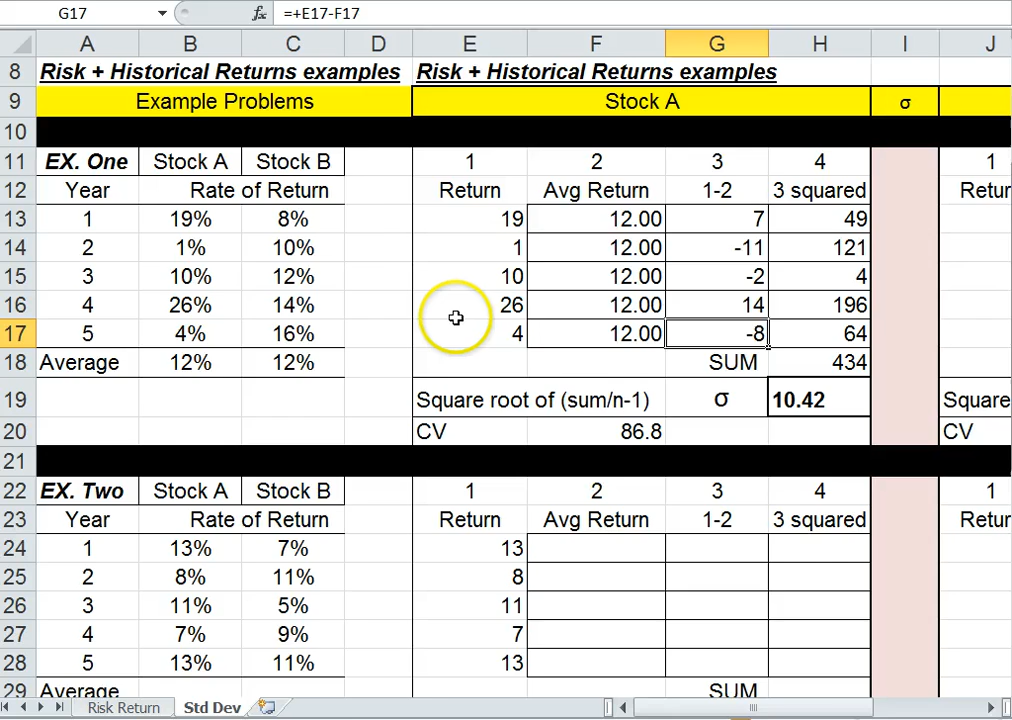 G17 fx =+E17-F17
A B C D E F G H I J
8 Risk + Historical Returns examples Risk + Historical Returns examples
9 Example Problems Stock A σ
10
11 EX. One Stock A Stock B 1 2 3 4 1
12 Year Rate of Return Return Avg Return 1-2 3 squared Retur
13 1 19% 8% 19 12.00 7 49
14 2 1% 10% 1 12.00 -11 121
15 3 10% 12% 10 12.00 -2 4
16 4 26% 14% 26 12.00 14 196
17 5 4% 16% 4 12.00 -8 64
18 Average 12% 12% SUM 434
19 Square root of (sum/n-1) σ 10.42 Square
20 CV 86.8 CV
21
22 EX. Two Stock A Stock B 1 2 3 4 1
23 Year Rate of Return Return Avg Return 1-2 3 squared Retur
24 1 13% 7% 13
25 2 8% 11% 8
26 3 11% 5% 11
27 4 7% 9% 7
28 5 13% 11% 13
29 Average SUM
Risk Return Std Dev